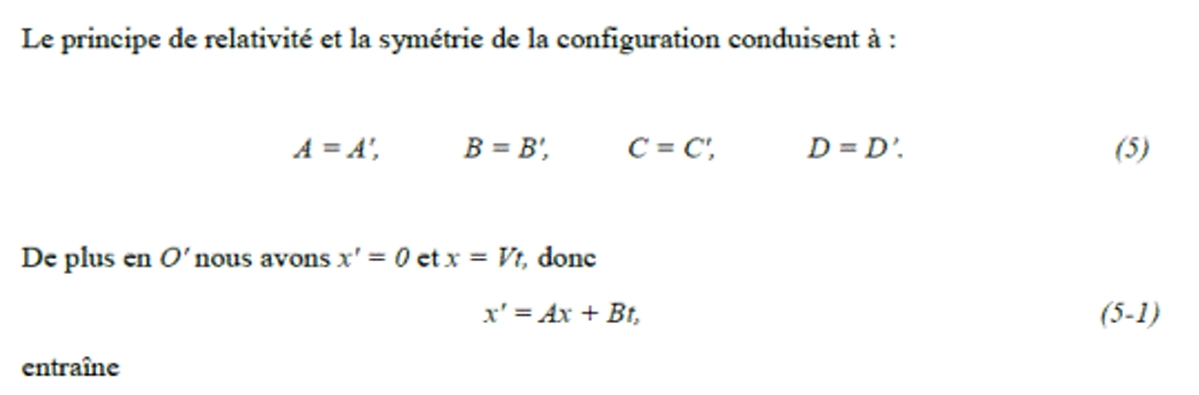 Le principe de relativité et la symétrie de la configuration conduisent à :
A = A', B = B', C = C', D = D'. (5)
De plus en O' nous avons x' = 0 et x = Vt, donc
x' = Ax + Bt, (5-1)
entraîne